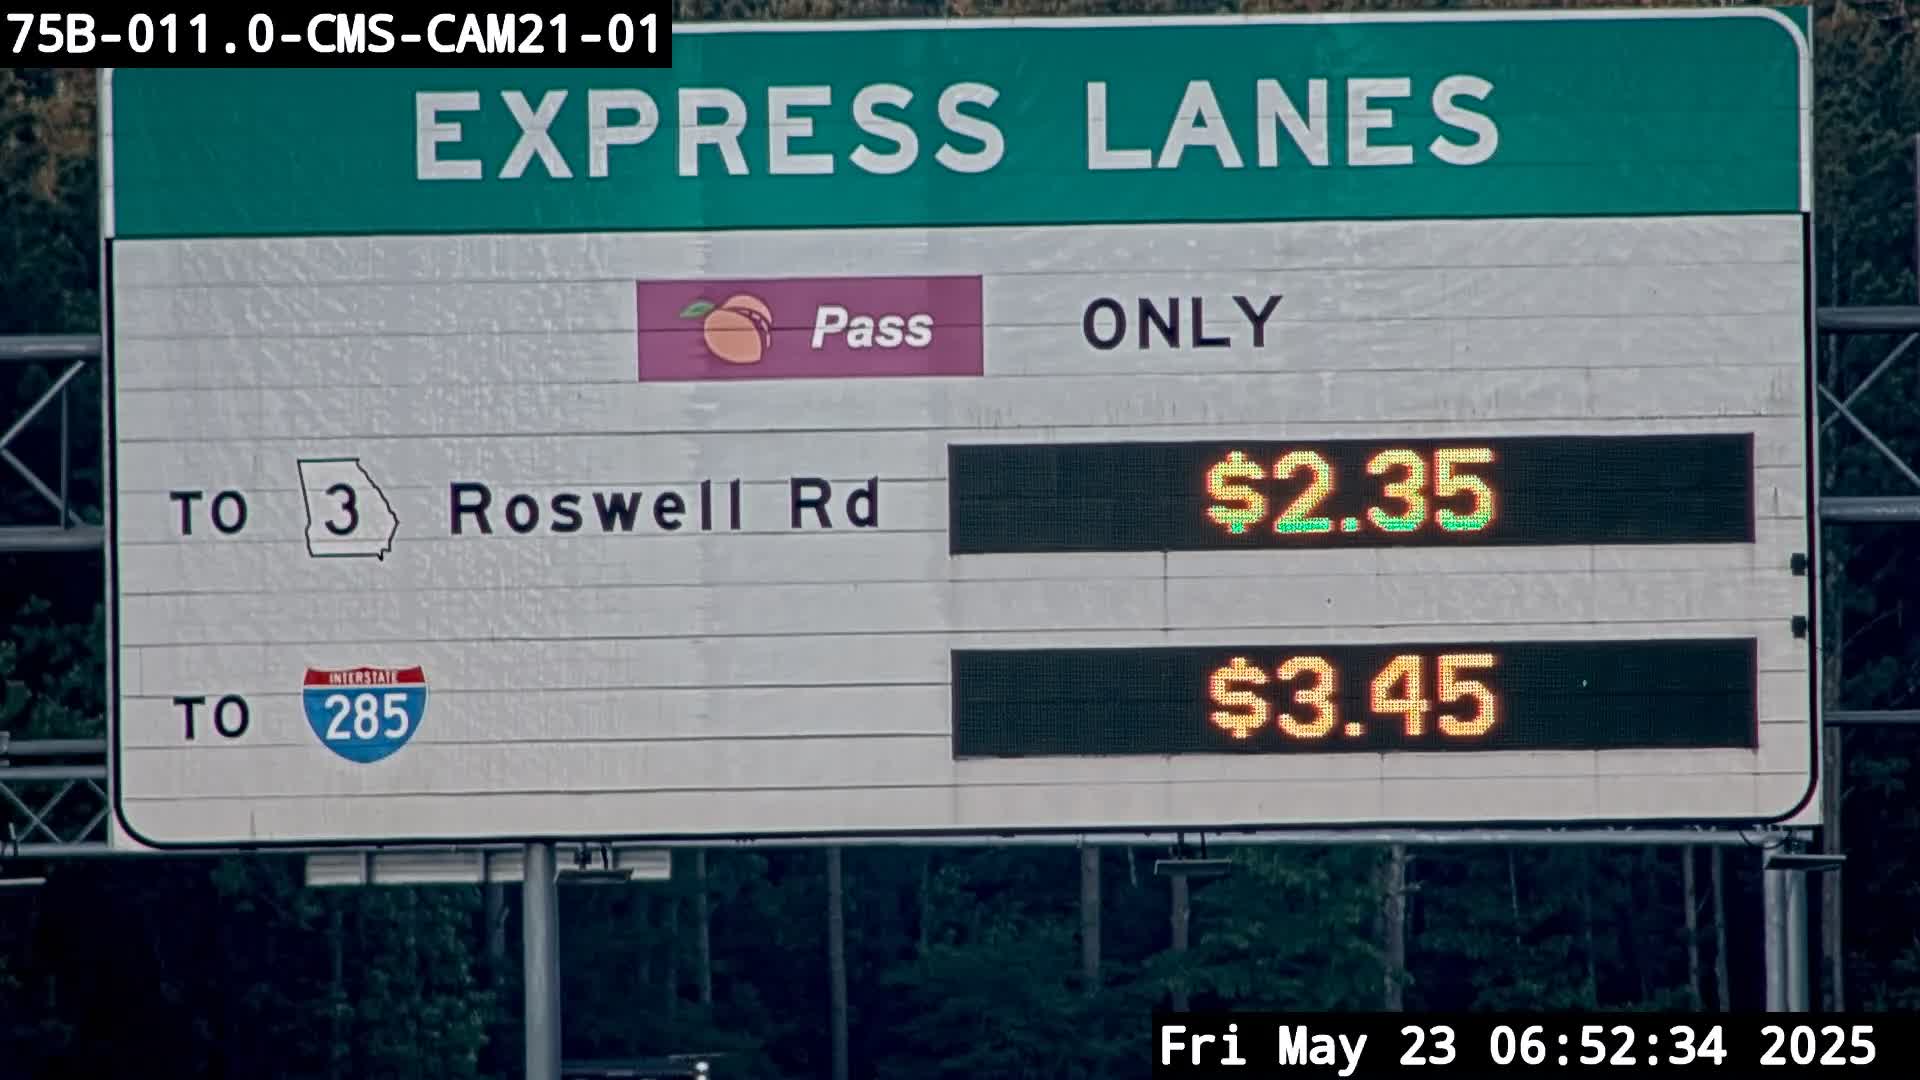 75B-011.0-CMS-CAM21-01
EXPRESS LANES
Pass ONLY
TO 3 Roswell Rd $2.35
TO INTERSTATE 285 $3.45
Fri May 23 06:52:34 2025